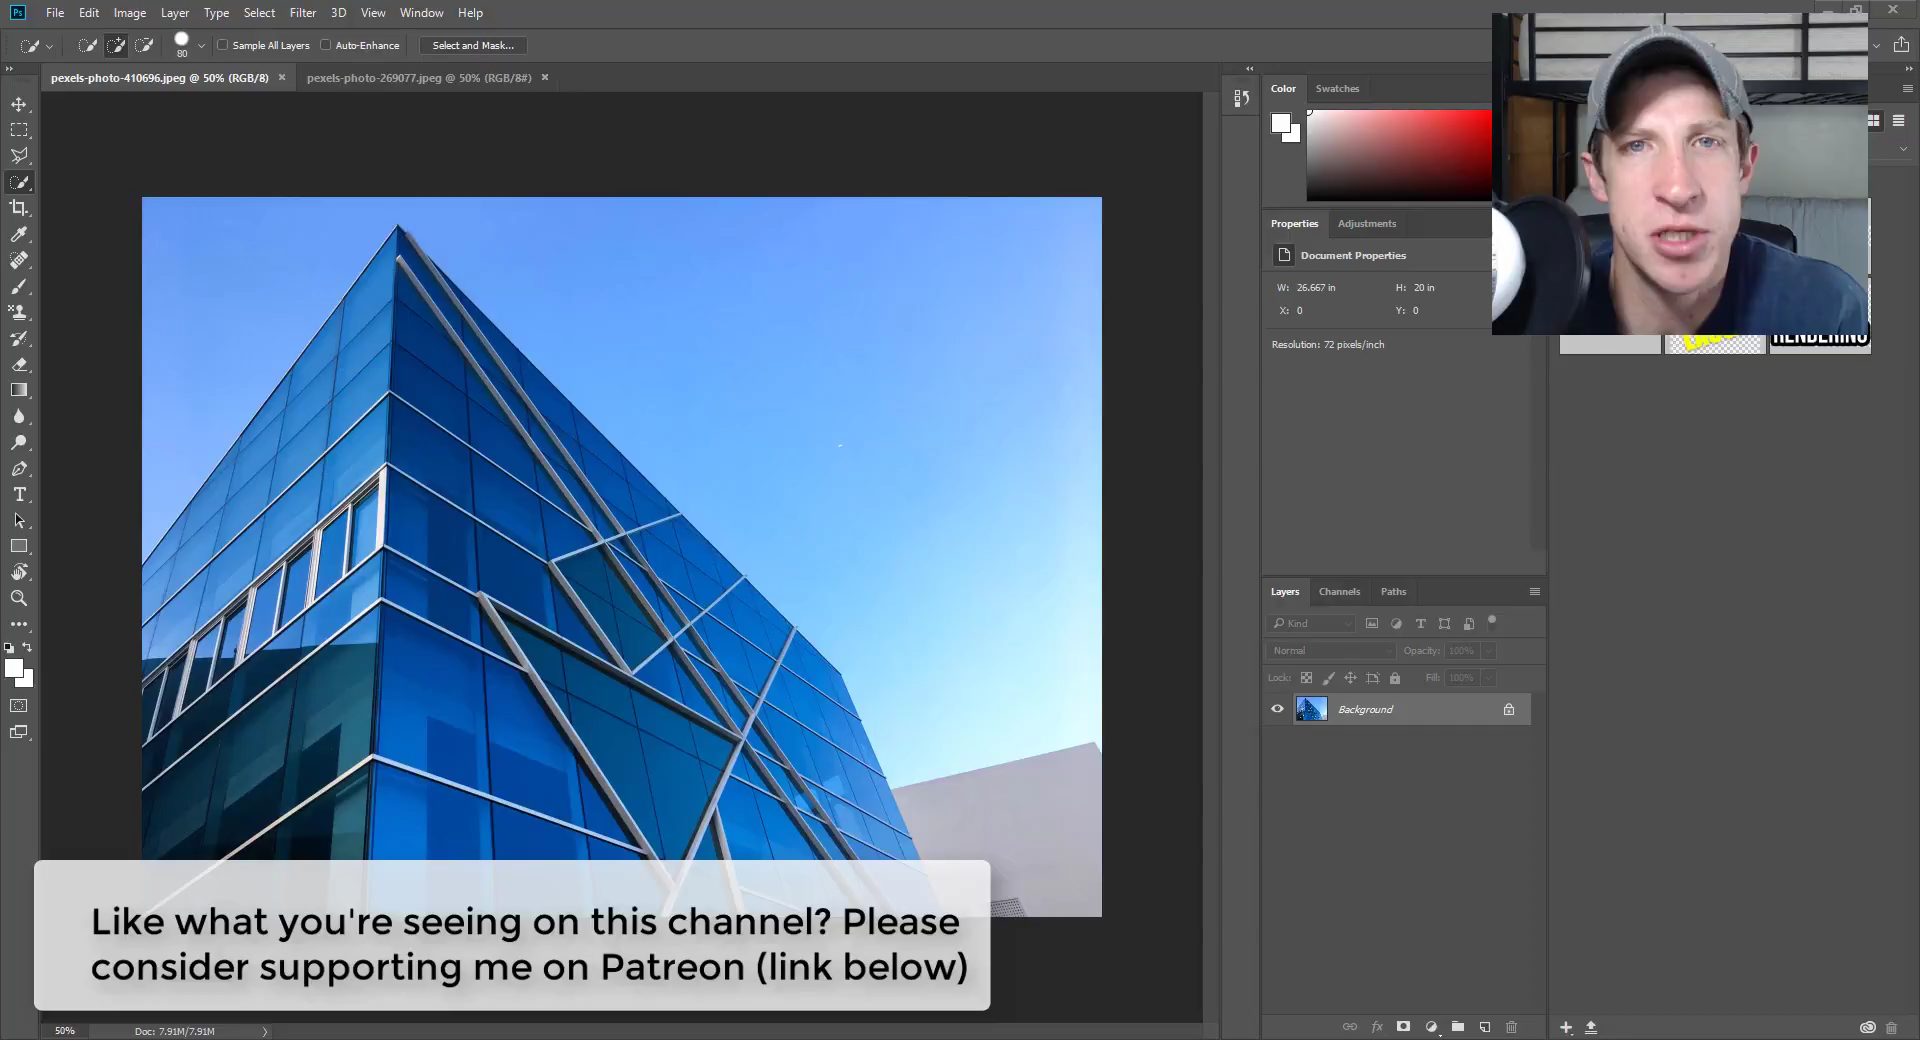 Ps File Edit Image Layer Type Select Filter 3D View Window Help
80 Sample All Layers Auto-Enhance Select and Mask...
pexels-photo-410696.jpeg @ 50% (RGB/8) × pexels-photo-269077.jpeg @ 50% (RGB/8#) ×
Color Swatches
Properties Adjustments
Document Properties
W: 26.667 in H: 20 in
X: 0 Y: 0
Resolution: 72 pixels/inch
RENDERING
Layers Channels Paths
Kind
Normal Opacity: 100%
Lock: Fill: 100%
Background
Like what you're seeing on this channel? Please
consider supporting me on Patreon (link below)
50% Doc: 7.91M/7.91M